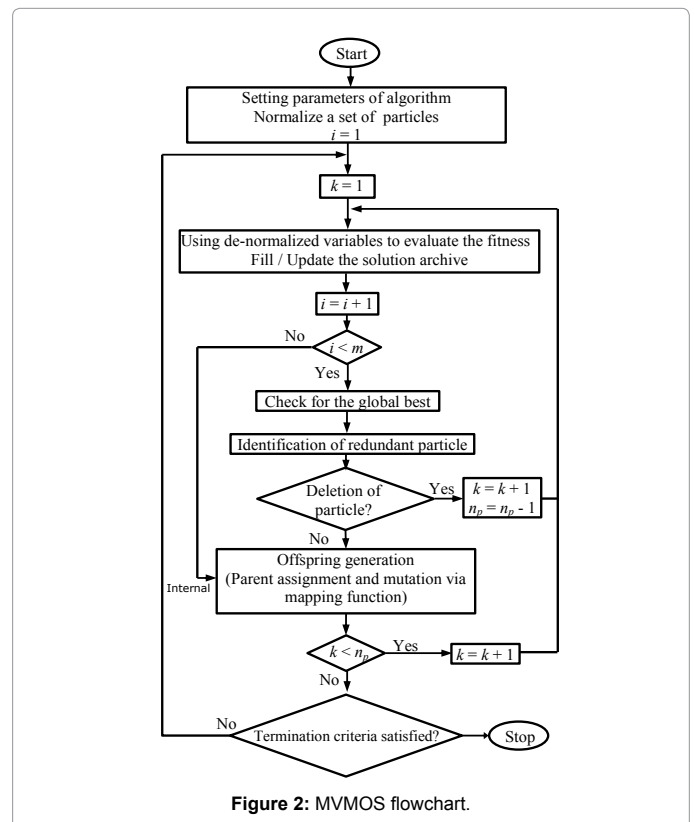 Start
Setting parameters of algorithm
Normalize a set of particles
i = 1
k = 1
Using de-normalized variables to evaluate the fitness
Fill / Update the solution archive
i = i + 1
No
i < m
Yes
Check for the global best
Identification of redundant particle
Deletion of
particle?
Yes
k = k + 1
n_p = n_p - 1
No
Internal
Offspring generation
(Parent assignment and mutation via
mapping function)
k < n_p
Yes
k = k + 1
No
No
Termination criteria satisfied?
Stop
Figure 2: MVMOS flowchart.